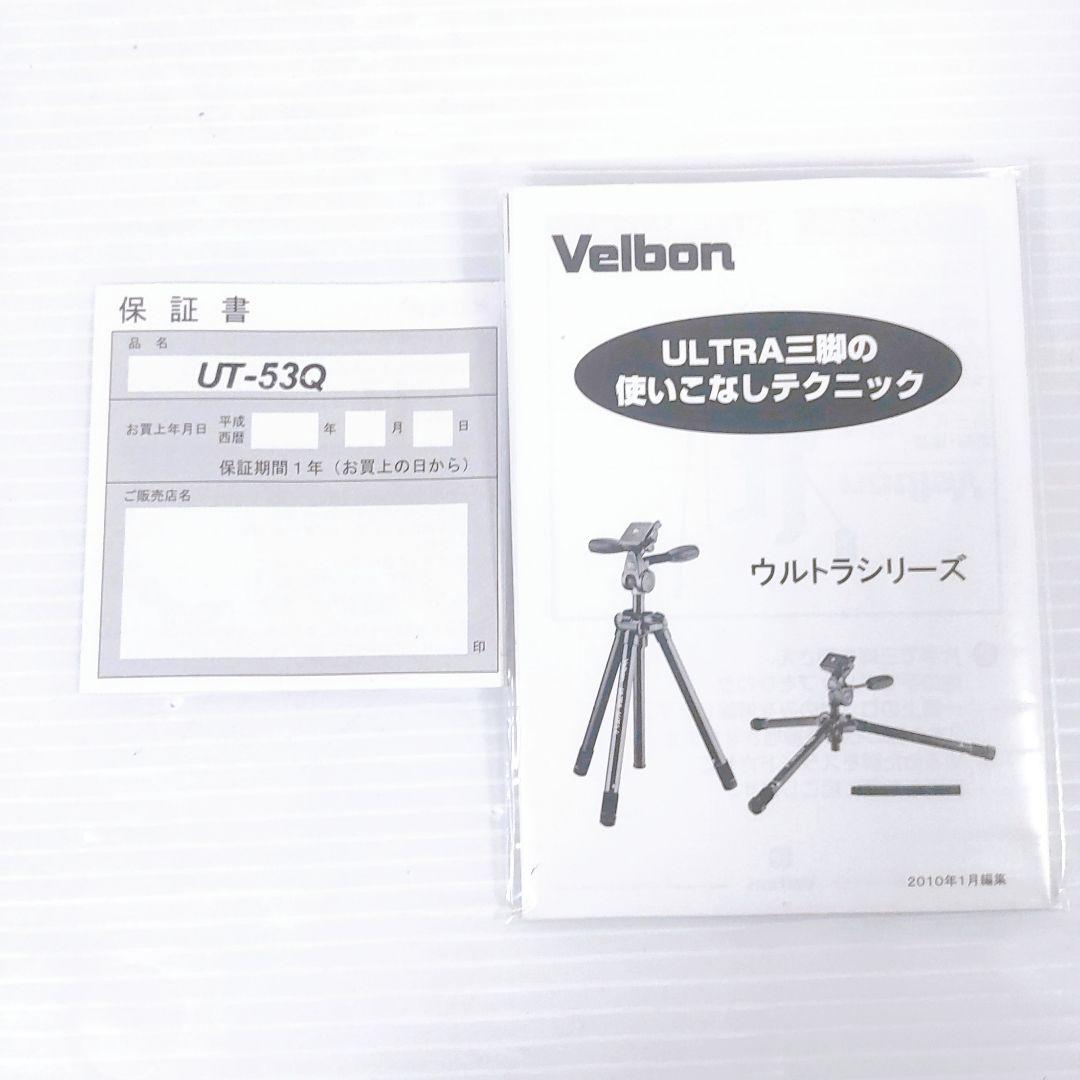 保証書
品名
UT-53Q
お買上年月日 平成 年 月 日
西暦
保証期間1年（お買上の日から）
ご販売店名
印
Velbon
ULTRA三脚の
使いこなしテクニック
ウルトラシリーズ
2010年1月編集